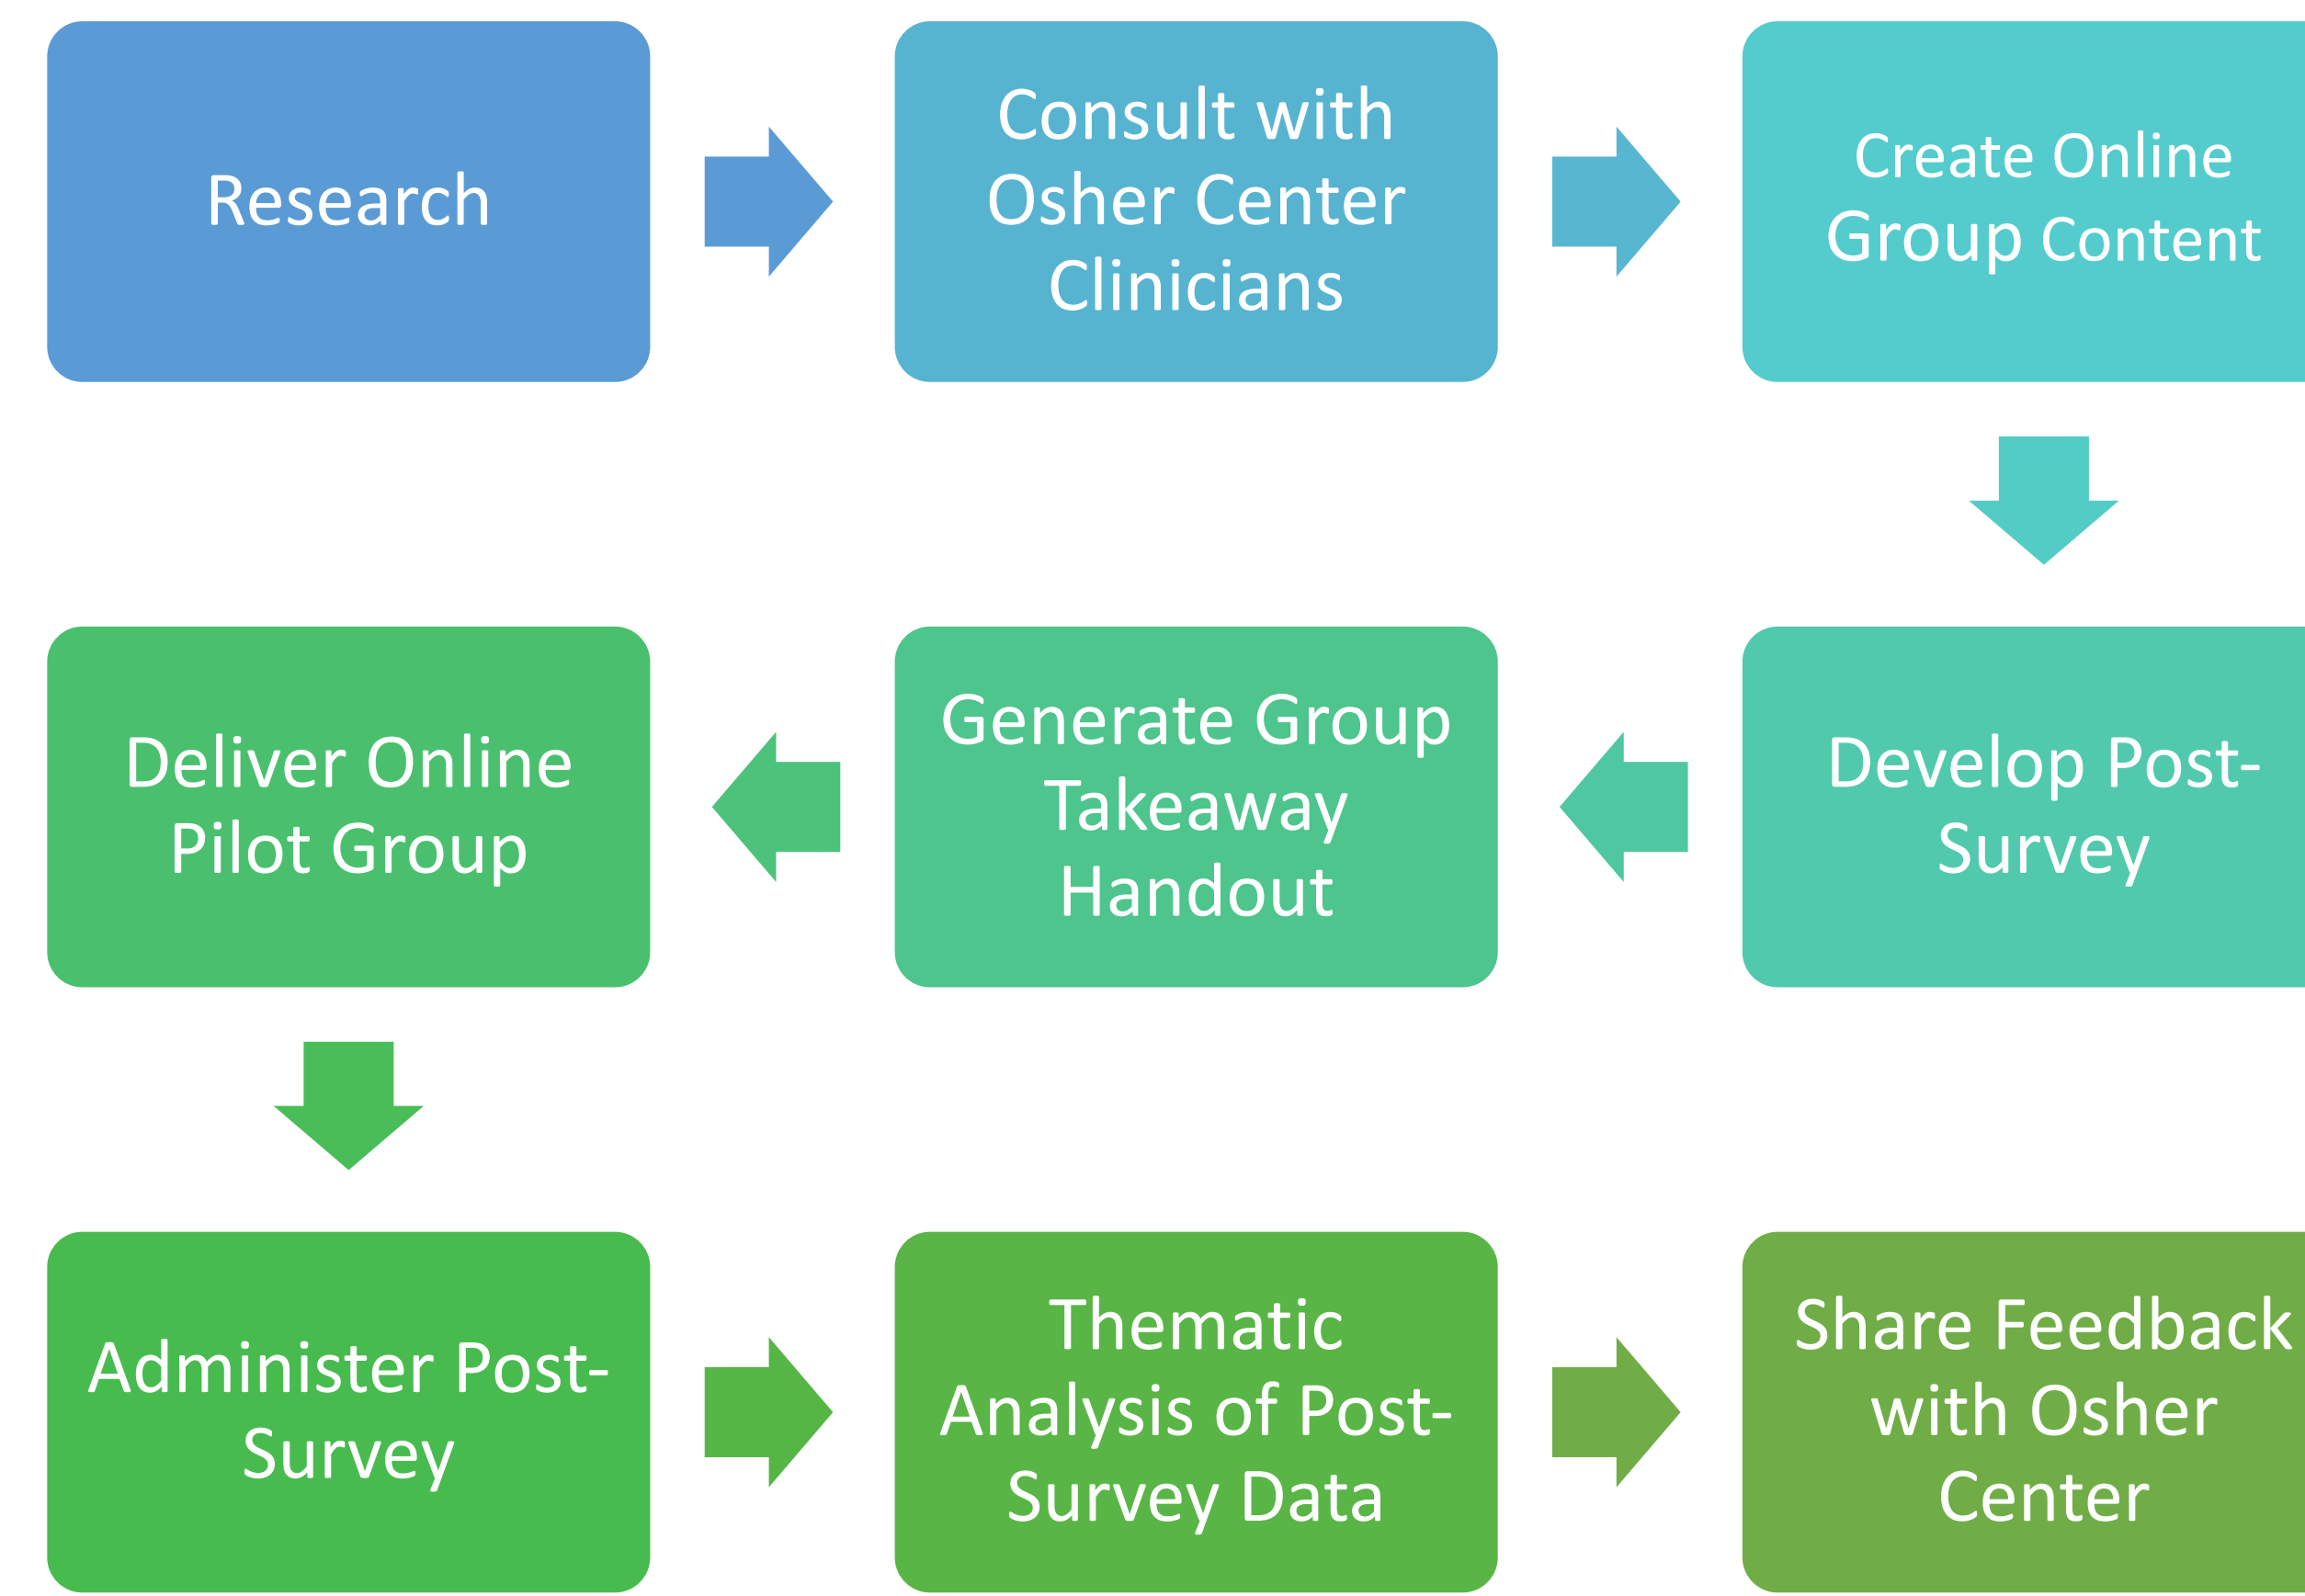 Research
Consult with
Osher Center
Clinicians
Create Online
Group Content
Develop Post-
Survey
Generate Group
Takeaway
Handout
Deliver Online
Pilot Group
Administer Post-
Survey
Thematic
Analysis of Post-
Survey Data
Share Feedback
with Osher
Center